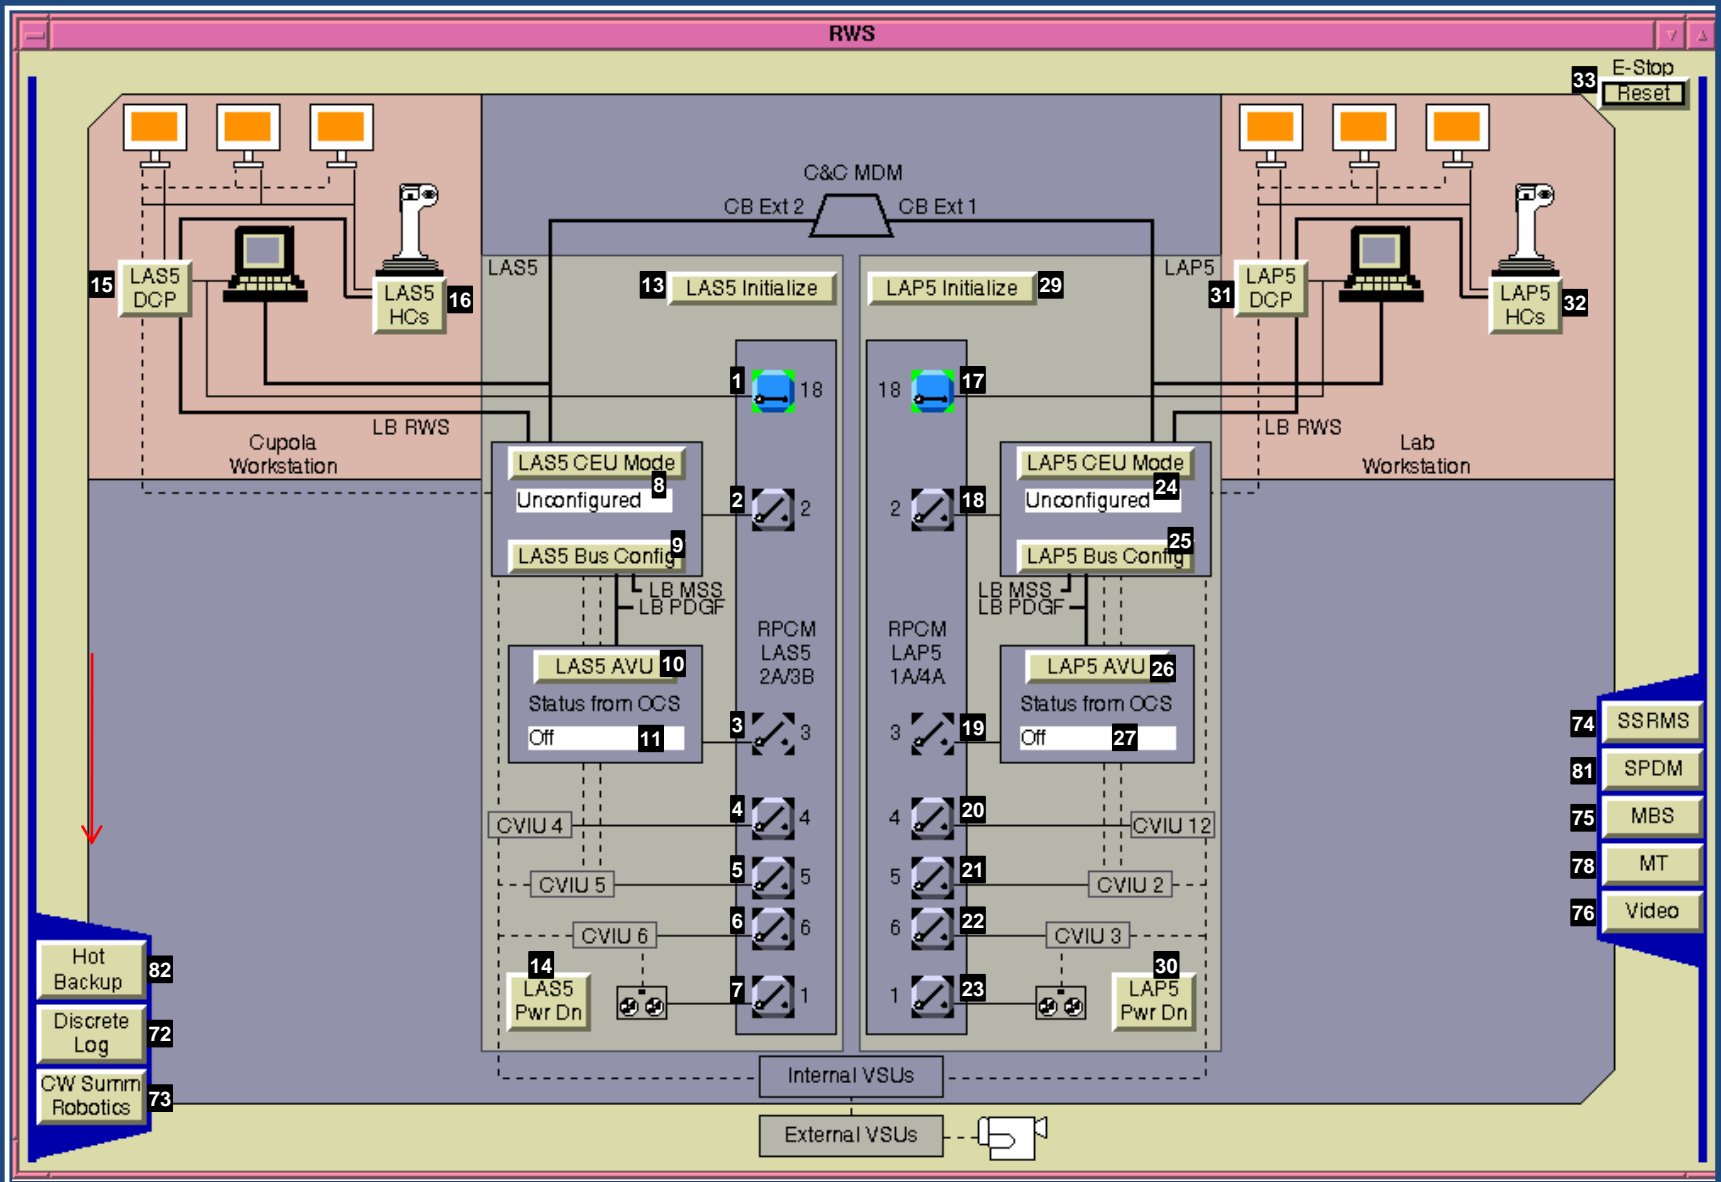 RWS
E-Stop
33 Reset
C&C MDM
CB Ext 2
CB Ext 1
15 LAS5
DCP
LAS5
HCs 16
Cupola
Workstation
LB RWS
LAS5
13 LAS5 Initialize
LAP5 Initialize 29
LAP5
31 LAP5
DCP
LAP5
HCs 32
LB RWS
Lab
Workstation
1 18
18 17
LAS5 CEU Mode
8
Unconfigured
2 2
2 18
LAP5 CEU Mode
24
Unconfigured
LAS5 Bus Config 9
LAP5 Bus Config 25
LB MSS
LB PDGF
LB MSS
LB PDGF
RPCM
LAS5
2A/3B
RPCM
LAP5
1A/4A
LAS5 AVU 10
Status from OCS
Off 11
3 3
3 19
LAP5 AVU 26
Status from OCS
Off 27
CVIU 4
4 4
4 20
CVIU 12
CVIU 5
5 5
5 21
CVIU 2
CVIU 6
6 6
6 22
CVIU 3
14
LAS5
Pwr Dn
7 1
1 23
30
LAP5
Pwr Dn
Internal VSUs
External VSUs
Hot
Backup 82
Discrete
Log 72
CW Summ
Robotics 73
74 SSRMS
81 SPDM
75 MBS
78 MT
76 Video